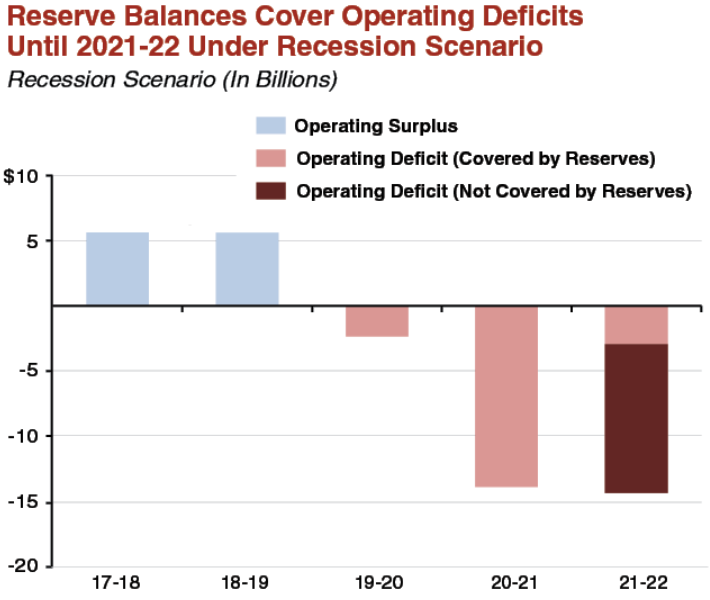 Reserve Balances Cover Operating Deficits
Until 2021-22 Under Recession Scenario
Recession Scenario (In Billions)
Operating Surplus
Operating Deficit (Covered by Reserves)
Operating Deficit (Not Covered by Reserves)
$10
5
-5
-10
-15
-20
17-18 18-19 19-20 20-21 21-22